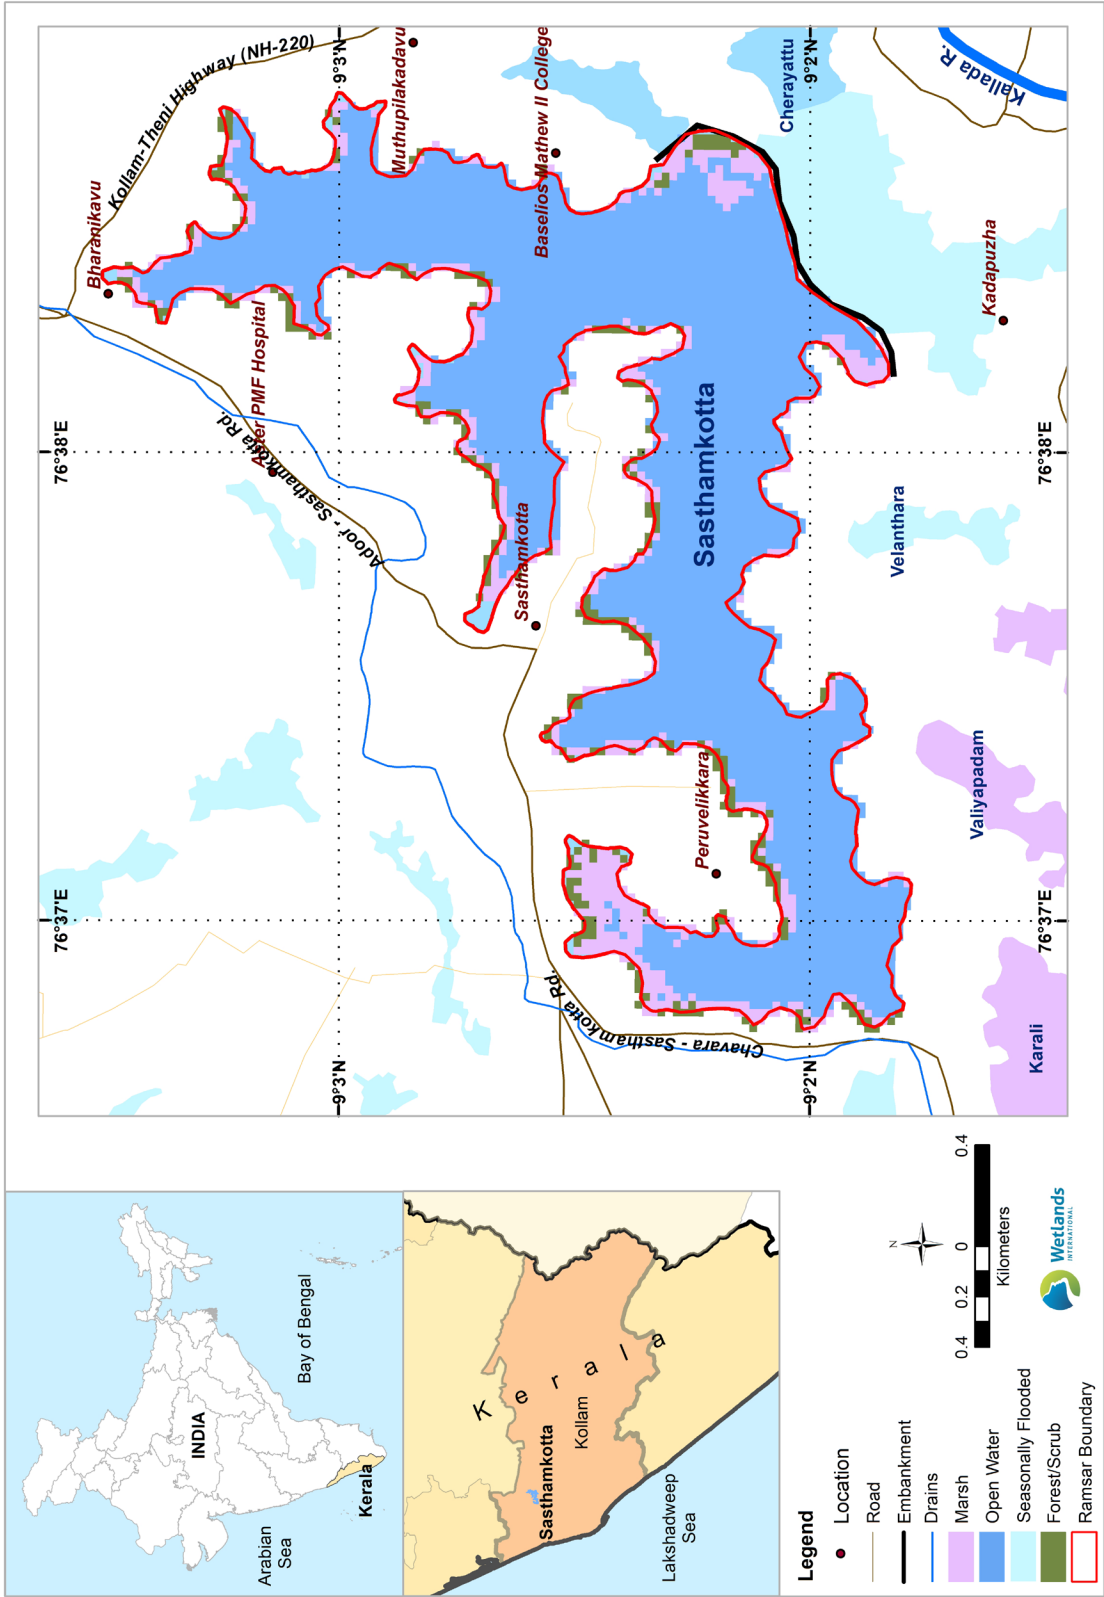 INDIA
Arabian
Sea
Bay of Bengal
Kerala
Kerala
Sasthamkotta
Kollam
Lakshadweep
Sea
Legend
Location
Road
Embankment
Drains
Marsh
Open Water
Seasonally Flooded
Forest/Scrub
Ramsar Boundary
N
0.4
0.2
0
0.4
Kilometers
Wetlands
INTERNATIONAL
76°37'E
76°38'E
9°3'N
9°3'N
9°2'N
9°2'N
76°37'E
76°38'E
Bharanikavu
Kollam-Theni Highway (NH-220)
Muthupilakadavu
Aster PMF Hospital
Adoor - Sasthamkotta Rd.
Baselios Mathew II College
Sasthamkotta
Sasthamkotta
Peruvelikkara
Chavara - Sasthamkotta Rd.
Cherayattu
Kallada R.
Kadapuzha
Velanthara
Valiyapadam
Karali